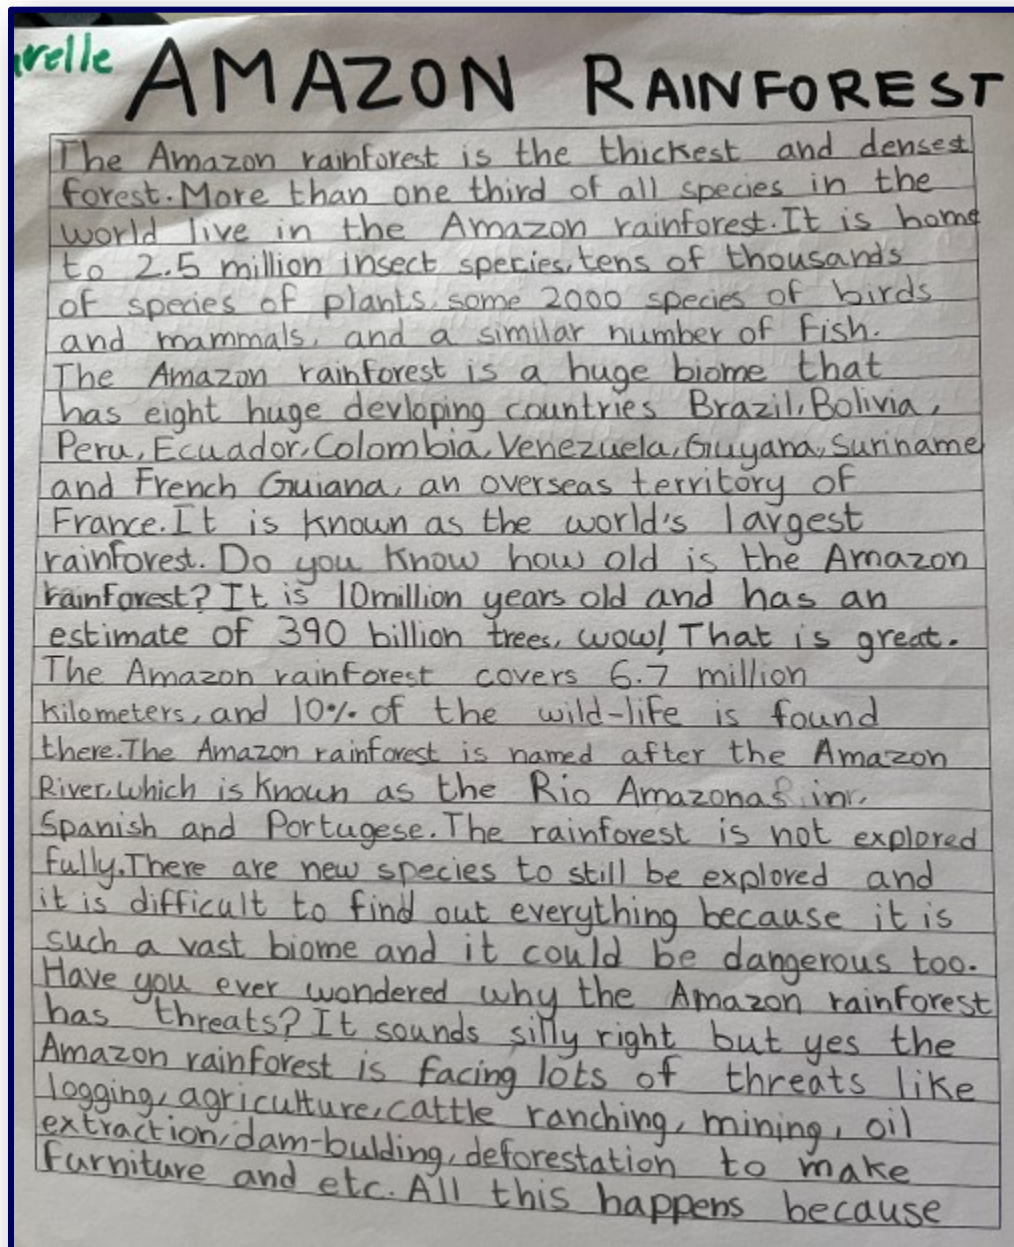 AMAZON RAINFOREST
The Amazon rainforest is the thickest and densest
forest. More than one third of all species in the
world live in the Amazon rainforest. It is home
to 2.5 million insect species, tens of thousands
of species of plants, some 2000 species of birds
and mammals, and a similar number of fish.
The Amazon rainforest is a huge biome that
has eight huge devloping countries Brazil, Bolivia,
Peru, Ecuador, Colombia, Venezuela, Guyana, Suriname
and French Guiana, an overseas territory of
France. It is known as the world's largest
rainforest. Do you know how old is the Amazon
rainforest? It is 10million years old and has an
estimate of 390 billion trees, wow! That is great.
The Amazon rainforest covers 6.7 million
kilometers, and 10% of the wild-life is found
there. The Amazon rainforest is named after the Amazon
River, which is known as the Rio Amazonas in
Spanish and Portugese. The rainforest is not explored
fully. There are new species to still be explored and
it is difficult to find out everything because it is
such a vast biome and it could be dangerous too.
Have you ever wondered why the Amazon rainforest
has threats? It sounds silly right but yes the
Amazon rainforest is facing lots of threats like
logging, agriculture, cattle ranching, mining, oil
extraction, dam-bulding, deforestation to make
furniture and etc. All this happens because